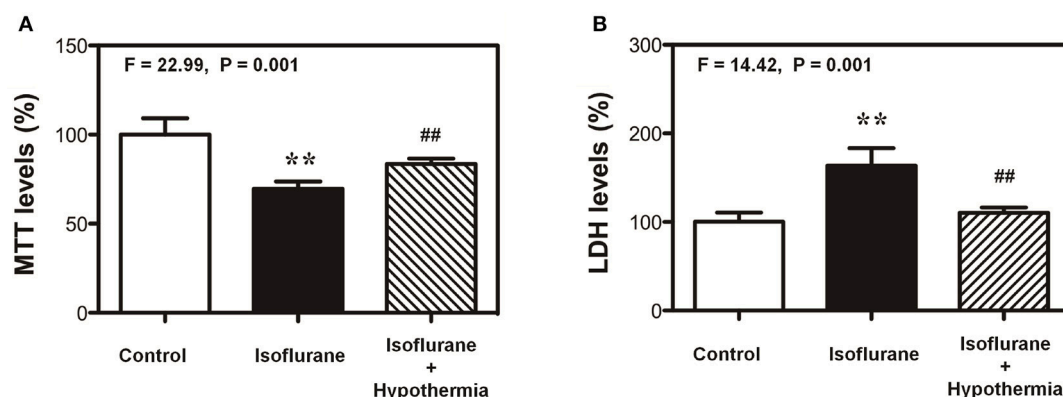 A
MTT levels (%)
150
100
50
0
F = 22.99, P = 0.001
**
##
Control
Isoflurane
Isoflurane
+
Hypothermia
B
LDH levels (%)
300
200
100
0
F = 14.42, P = 0.001
**
##
Control
Isoflurane
Isoflurane
+
Hypothermia